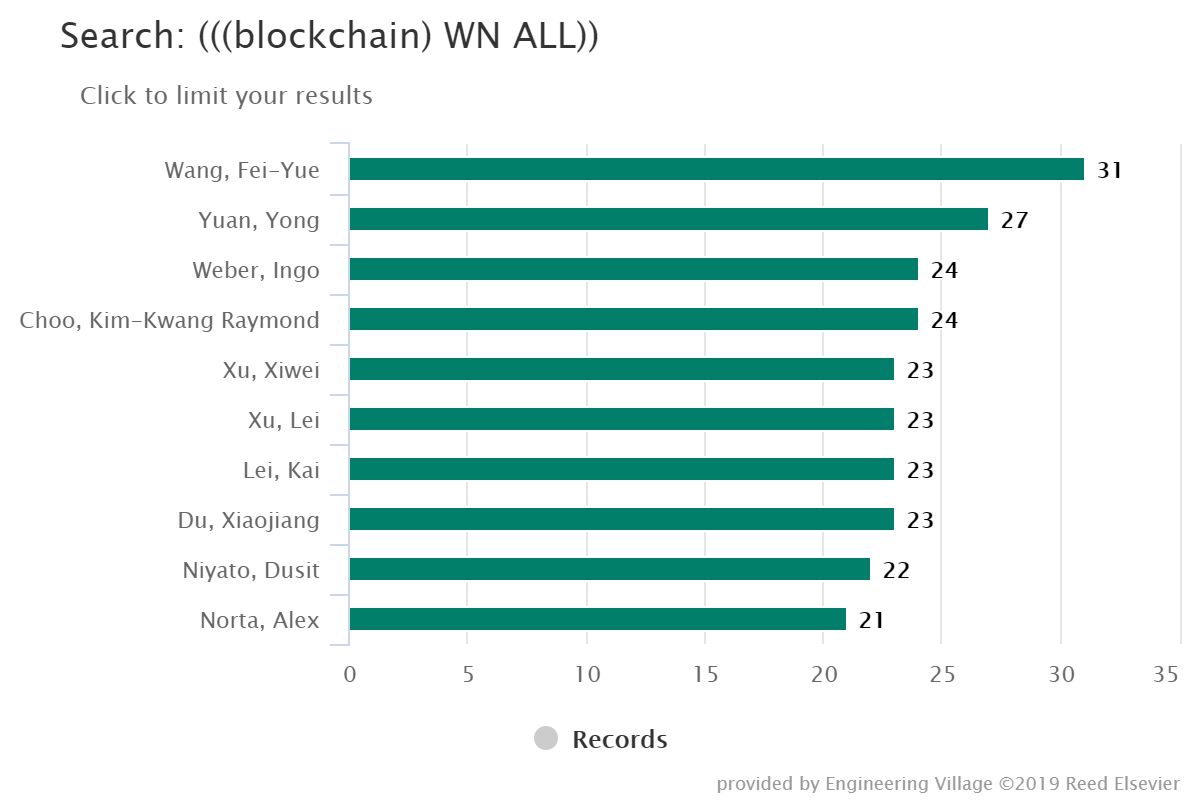 Search: (((blockchain) WN ALL))
Click to limit your results
Wang, Fei-Yue 31
Yuan, Yong 27
Weber, Ingo 24
Choo, Kim-Kwang Raymond 24
Xu, Xiwei 23
Xu, Lei 23
Lei, Kai 23
Du, Xiaojiang 23
Niyato, Dusit 22
Norta, Alex 21
0 5 10 15 20 25 30 35
Records
provided by Engineering Village ©2019 Reed Elsevier